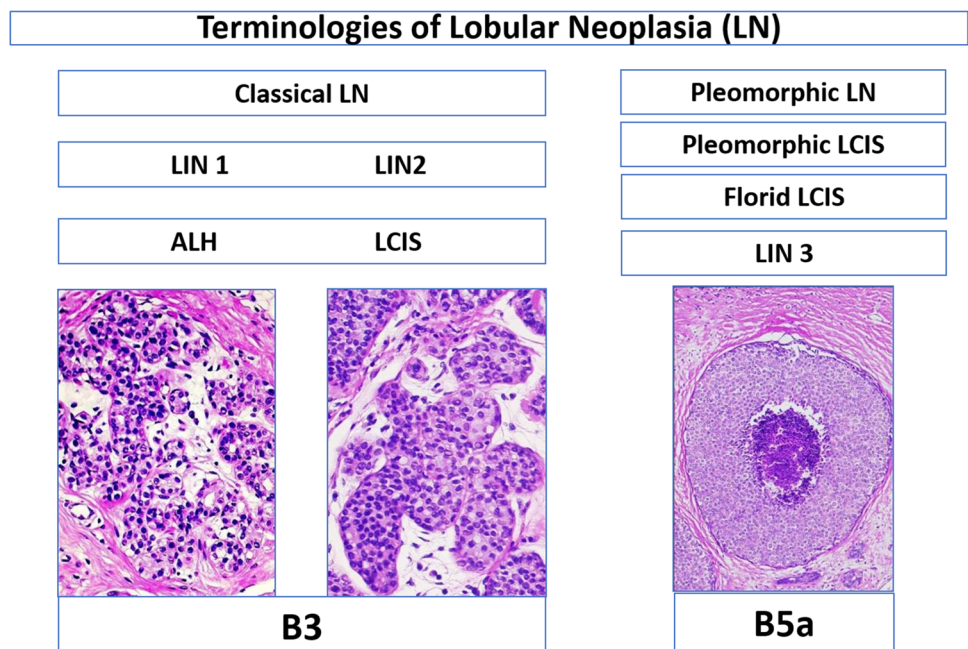 Terminologies of Lobular Neoplasia (LN)
Classical LN
LIN 1 LIN2
ALH LCIS
B3
Pleomorphic LN
Pleomorphic LCIS
Florid LCIS
LIN 3
B5a